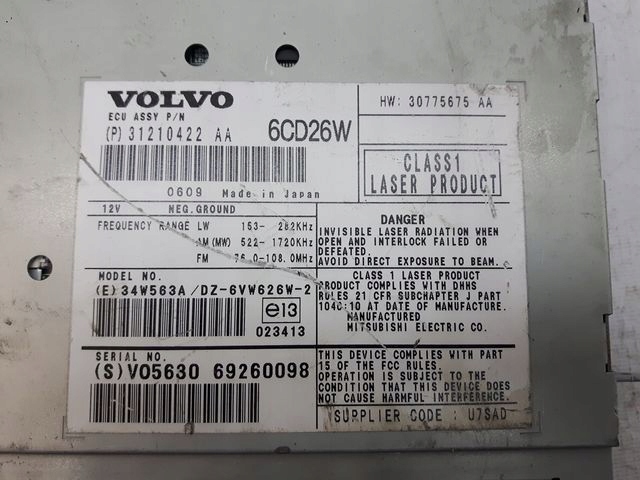 VOLVO
ECU ASSY P/N
(P) 31210422 AA
6CD26W
0609 Made in Japan
HW: 30775675 AA
CLASS1
LASER PRODUCT
12V NEG.GROUND
FREQUENCY RANGE LW 153- 282KHz
AM(MW) 522-1720KHz
FM 76.0-108.0MHz
MODEL NO.
(E) 34W563A/DZ-6VW626W-2
e13
023413
SERIAL NO.
(S) VO5630 69260098
DANGER
INVISIBLE LASER RADIATION WHEN
OPEN AND INTERLOCK FAILED OR
DEFEATED.
AVOID DIRECT EXPOSURE TO BEAM.
CLASS 1 LASER PRODUCT
PRODUCT COMPLIES WITH DHHS
RULES 21 CFR SUBCHAPTER J PART
1040:10 AT DATE OF MANUFACTURE.
MANUFACTURED
MITSUBISHI ELECTRIC CO.
THIS DEVICE COMPLIES WITH PART
15 OF THE FCC RULES.
OPERATION IS SUBJECT TO THE
CONDITION THAT THIS DEVICE DOES
NOT CAUSE HARMFUL INTERFERENCE.
SUPPLIER CODE : U7SAD